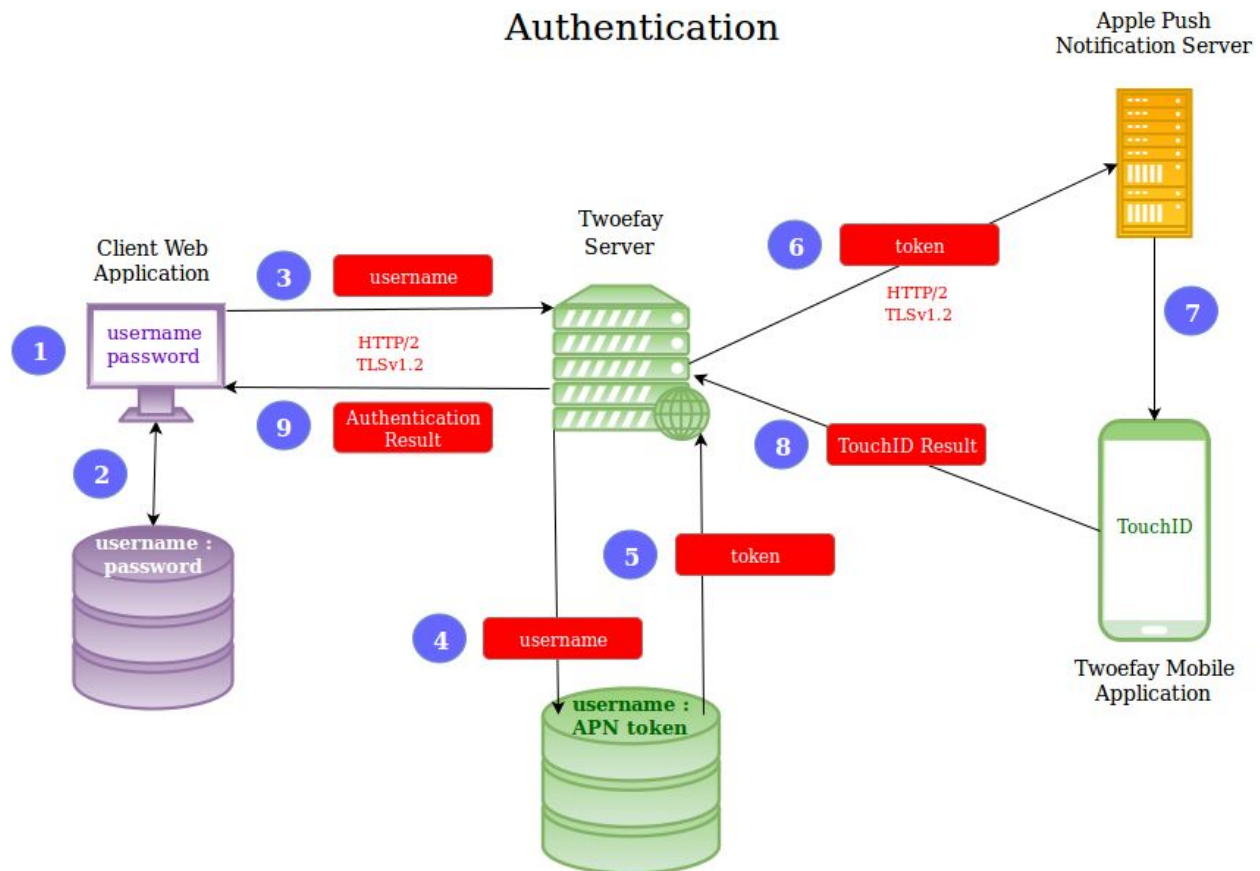 Authentication
Apple Push
Notification Server
Twoefay
Server
6
token
Client Web
Application
3
username
HTTP/2
TLSv1.2
7
1
username
password
HTTP/2
TLSv1.2
9
Authentication
Result
8
TouchID Result
2
TouchID
username :
password
5
token
4
username
Twoefay Mobile
Application
username :
APN token